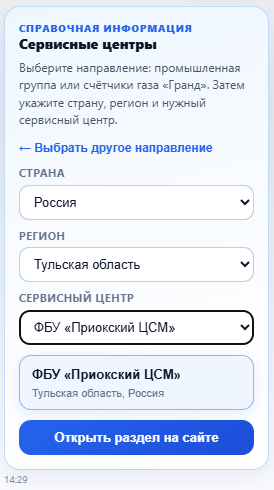 СПРАВОЧНАЯ ИНФОРМАЦИЯ
Сервисные центры
Выберите направление: промышленная
группа или счётчики газа «Гранд». Затем
укажите страну, регион и нужный
сервисный центр.
← Выбрать другое направление
СТРАНА
Россия
РЕГИОН
Тульская область
СЕРВИСНЫЙ ЦЕНТР
ФБУ «Приокский ЦСМ»
ФБУ «Приокский ЦСМ»
Тульская область, Россия
Открыть раздел на сайте
14:29